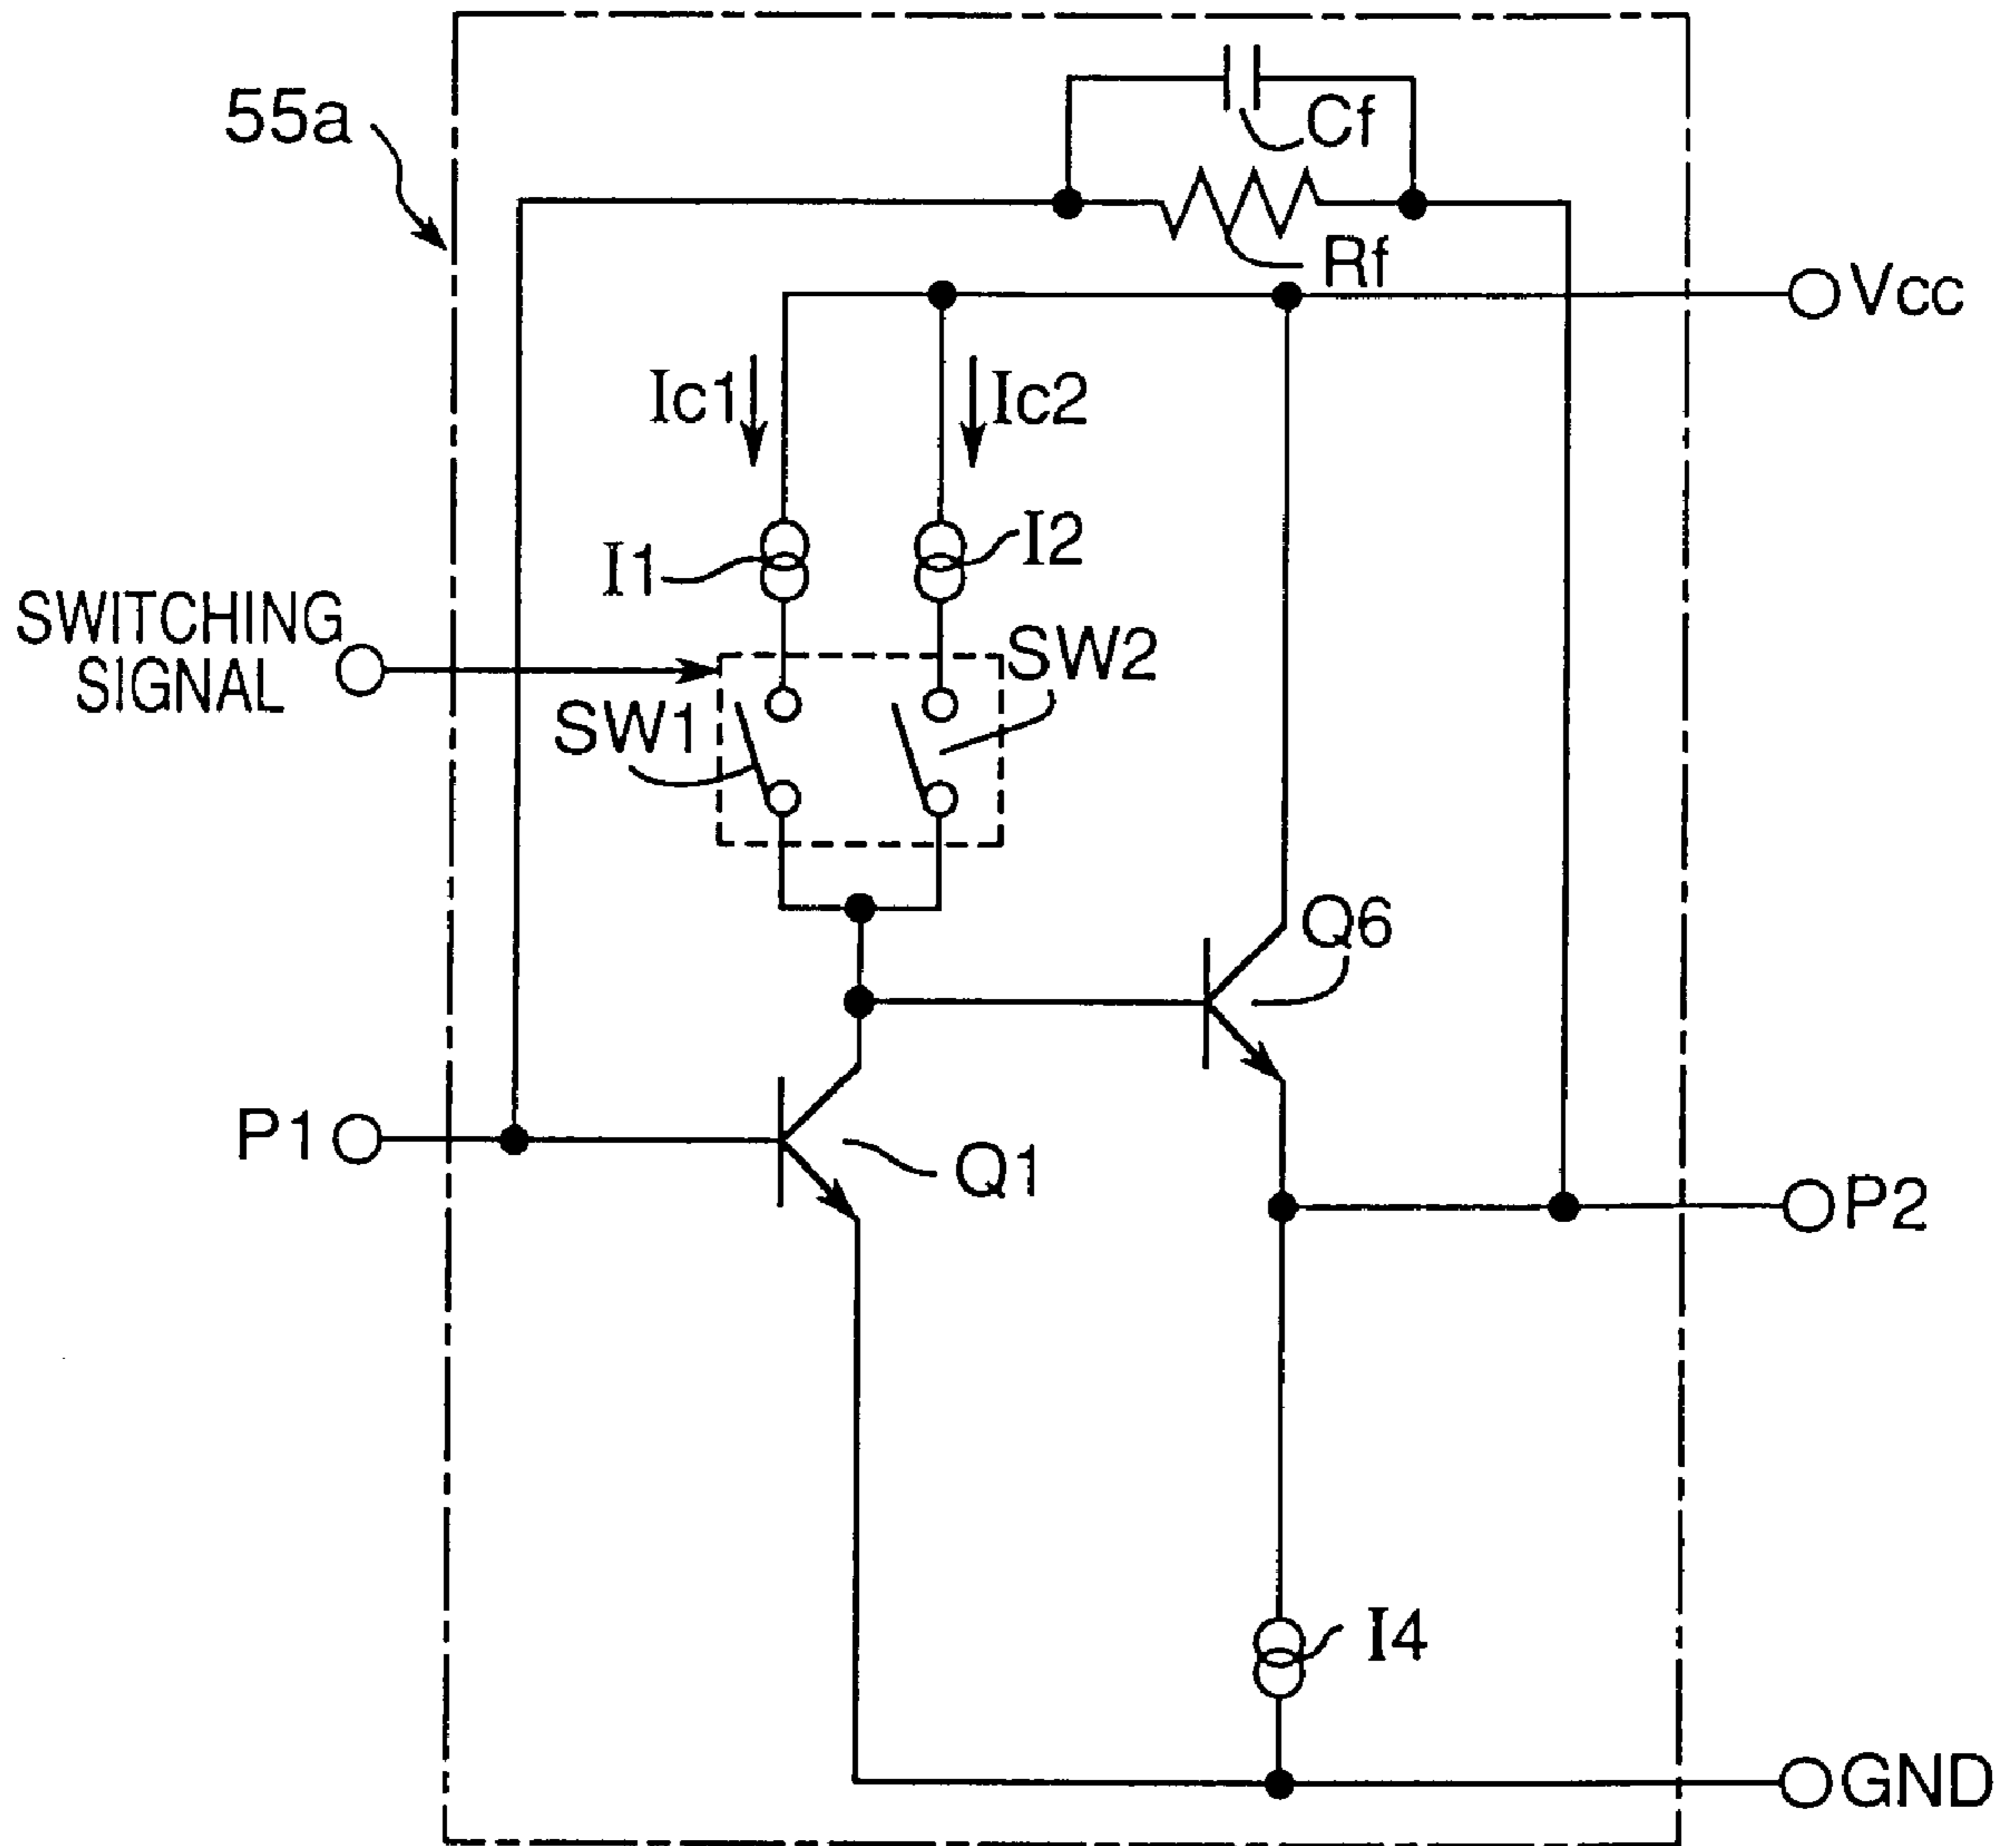 55a
Cf
Rf
Vcc
Ic1
Ic2
I1
I2
SWITCHING
SIGNAL
SW2
SW1
Q6
P1
Q1
P2
I4
GND